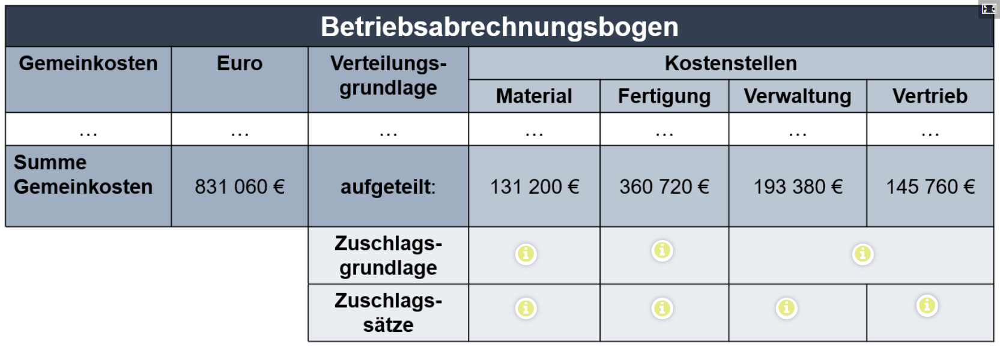 Betriebsabrechnungsbogen
Gemeinkosten
Euro
Verteilungs-
grundlage
Kostenstellen
Material
Fertigung
Verwaltung
Vertrieb
… … … … … … …
Summe
Gemeinkosten
831 060 €
aufgeteilt:
131 200 €
360 720 €
193 380 €
145 760 €
Zuschlags-
grundlage
i i i
Zuschlags-
sätze
i i i i